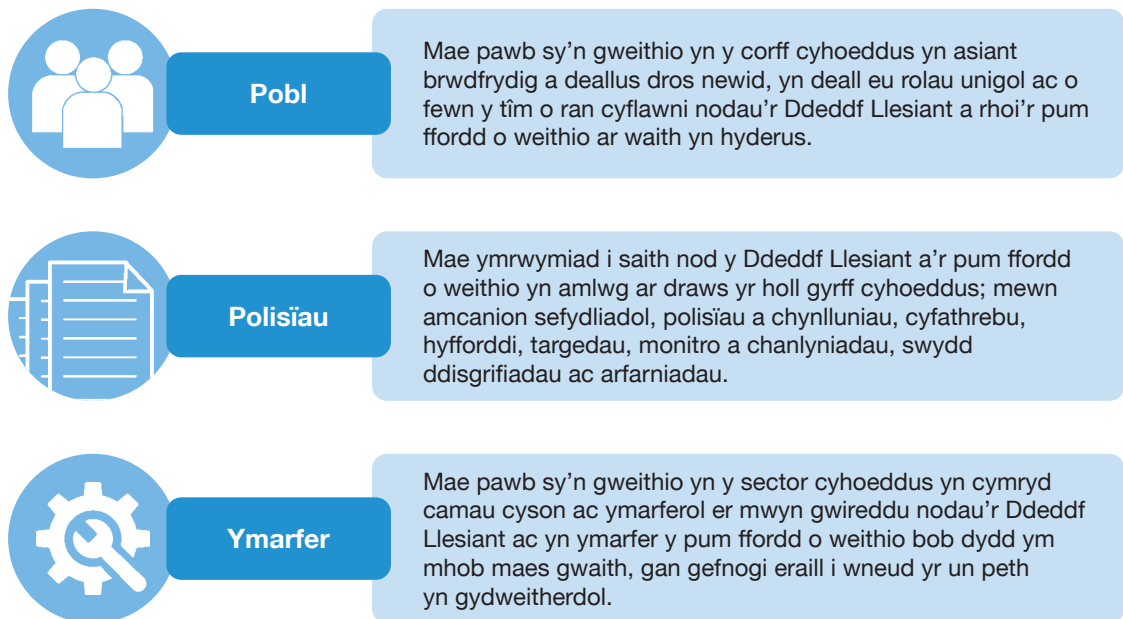 Pobl
Mae pawb sy'n gweithio yn y corff cyhoeddus yn asiant
brwdfrydig a deallus dros newid, yn deall eu rolau unigol ac o
fewn y tîm o ran cyflawni nodau'r Ddeddf Llesiant a rhoi'r pum
ffordd o weithio ar waith yn hyderus.
Polisïau
Mae ymrwymiad i saith nod y Ddeddf Llesiant a'r pum ffordd
o weithio yn amlwg ar draws yr holl gyrff cyhoeddus; mewn
amcanion sefydliadol, polisïau a chynlluniau, cyfathrebu,
hyfforddi, targedau, monitro a chanlyniadau, swydd
ddisgrifiadau ac arfarniadau.
Ymarfer
Mae pawb sy'n gweithio yn y sector cyhoeddus yn cymryd
camau cyson ac ymarferol er mwyn gwireddu nodau'r Ddeddf
Llesiant ac yn ymarfer y pum ffordd o weithio bob dydd ym
mhob maes gwaith, gan gefnogi eraill i wneud yr un peth
yn gydweitherdol.